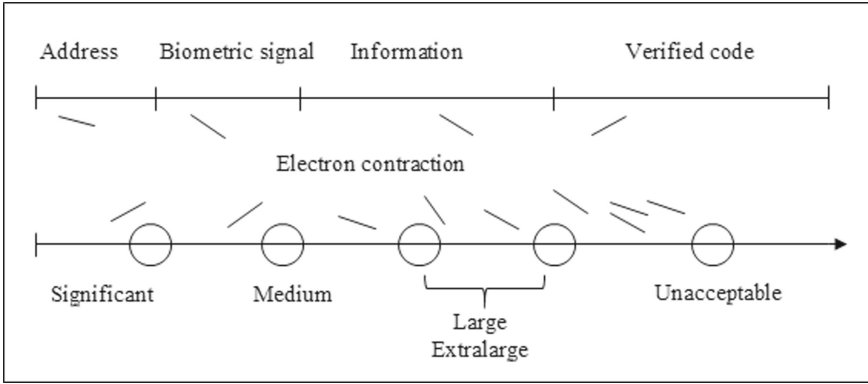 Address Biometric signal Information Verified code
Electron contraction
Significant Medium Unacceptable
Large
Extralarge